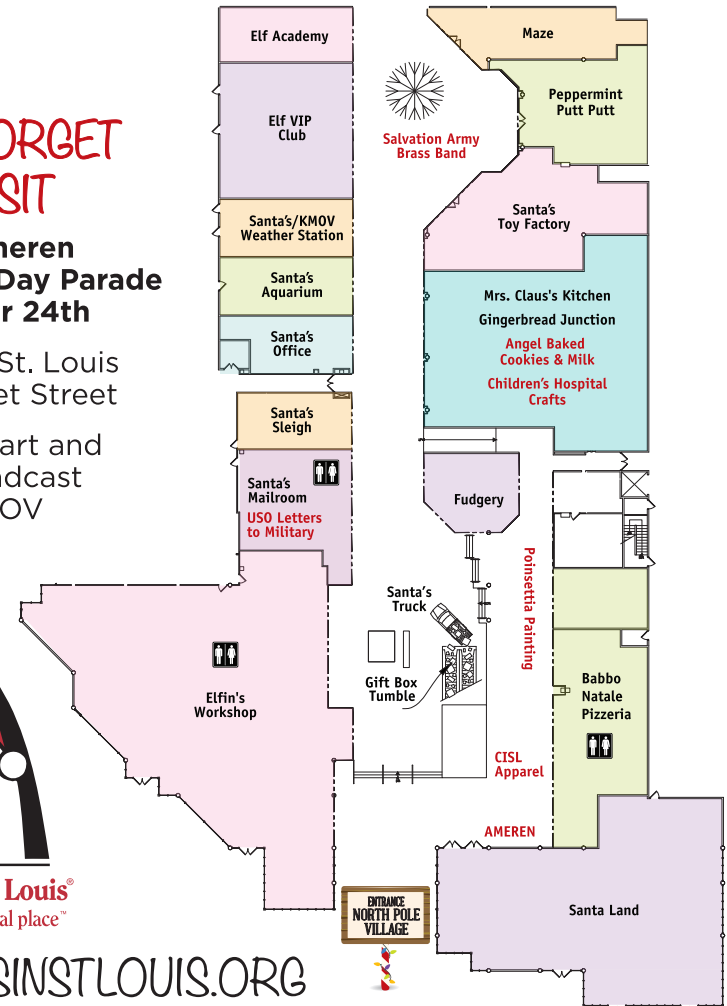 ORGET
SIT
meren
Day Parade
r 24th
St. Louis
et Street
art and
adcast
OV
Louis®
al place™
SINSTLOUIS.ORG
Elf Academy
Elf VIP
Club
Santa's/KMOV
Weather Station
Santa's
Aquarium
Santa's
Office
Santa's
Sleigh
Santa's
Mailroom
USO Letters
to Military
Elfin's
Workshop
Salvation Army
Brass Band
Maze
Peppermint
Putt Putt
Santa's
Toy Factory
Mrs. Claus's Kitchen
Gingerbread Junction
Angel Baked
Cookies & Milk
Children's Hospital
Crafts
Fudgery
Poinsettia Painting
Santa's
Truck
Gift Box
Tumble
Babbo
Natale
Pizzeria
CISL
Apparel
AMEREN
Santa Land
ENTRANCE
NORTH POLE
VILLAGE